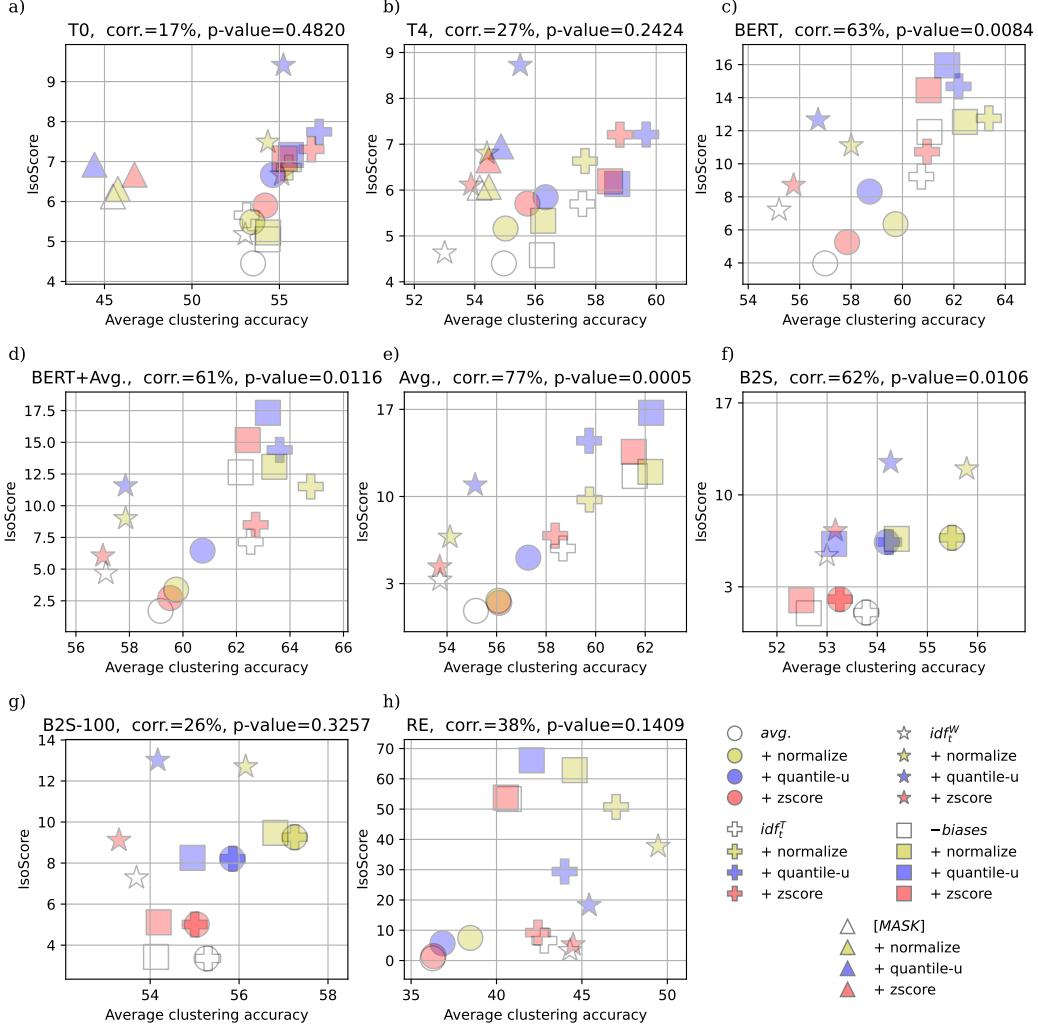 a)
T0,  corr.=17%, p-value=0.4820
IsoScore
9
8
7
6
5
4
45
50
55
Average clustering accuracy
b)
T4,  corr.=27%, p-value=0.2424
IsoScore
9
8
7
6
5
4
52
54
56
58
60
Average clustering accuracy
c)
BERT,  corr.=63%, p-value=0.0084
IsoScore
16
14
12
10
8
6
4
54
56
58
60
62
64
Average clustering accuracy
d)
BERT+Avg.,  corr.=61%, p-value=0.0116
IsoScore
17.5
15.0
12.5
10.0
7.5
5.0
2.5
56
58
60
62
64
66
Average clustering accuracy
e)
Avg.,  corr.=77%, p-value=0.0005
IsoScore
17
10
3
54
56
58
60
62
Average clustering accuracy
f)
B2S,  corr.=62%, p-value=0.0106
IsoScore
17
10
3
52
53
54
55
56
Average clustering accuracy
g)
B2S-100,  corr.=26%, p-value=0.3257
IsoScore
14
12
10
8
6
4
54
56
58
Average clustering accuracy
h)
RE,  corr.=38%, p-value=0.1409
IsoScore
70
60
50
40
30
20
10
0
35
40
45
50
Average clustering accuracy
avg.
+ normalize
+ quantile-u
+ zscore
idf_t^T
+ normalize
+ quantile-u
+ zscore
idf_t^W
+ normalize
+ quantile-u
+ zscore
−biases
+ normalize
+ quantile-u
+ zscore
[MASK]
+ normalize
+ quantile-u
+ zscore